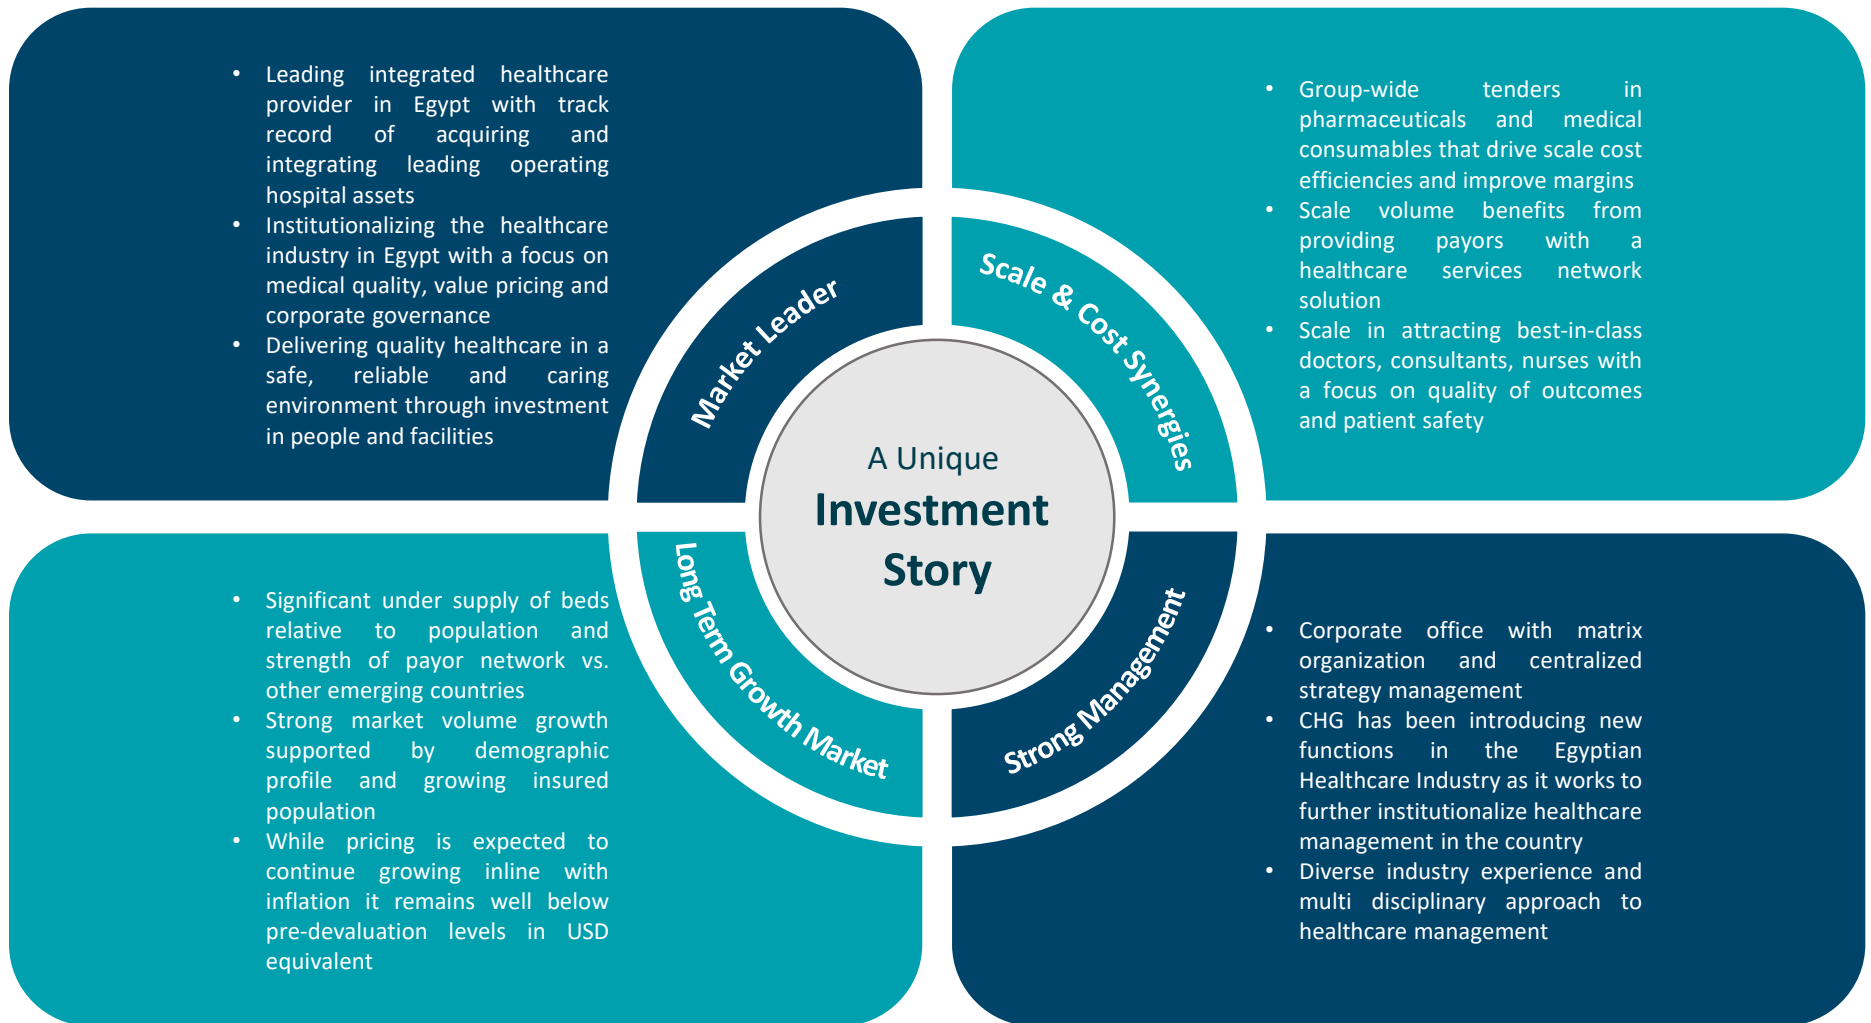 • Leading integrated healthcare
provider in Egypt with track
record of acquiring and
integrating leading operating
hospital assets
• Institutionalizing the healthcare
industry in Egypt with a focus on
medical quality, value pricing and
corporate governance
• Delivering quality healthcare in a
safe, reliable and caring
environment through investment
in people and facilities
• Group-wide tenders in
pharmaceuticals and medical
consumables that drive scale cost
efficiencies and improve margins
• Scale volume benefits from
providing payors with a
healthcare services network
solution
• Scale in attracting best-in-class
doctors, consultants, nurses with
a focus on quality of outcomes
and patient safety
Market Leader
Scale & Cost Synergies
A Unique
Investment
Story
Long Term Growth Market
Strong Management
• Significant under supply of beds
relative to population and
strength of payor network vs.
other emerging countries
• Strong market volume growth
supported by demographic
profile and growing insured
population
• While pricing is expected to
continue growing inline with
inflation it remains well below
pre-devaluation levels in USD
equivalent
• Corporate office with matrix
organization and centralized
strategy management
• CHG has been introducing new
functions in the Egyptian
Healthcare Industry as it works to
further institutionalize healthcare
management in the country
• Diverse industry experience and
multi disciplinary approach to
healthcare management